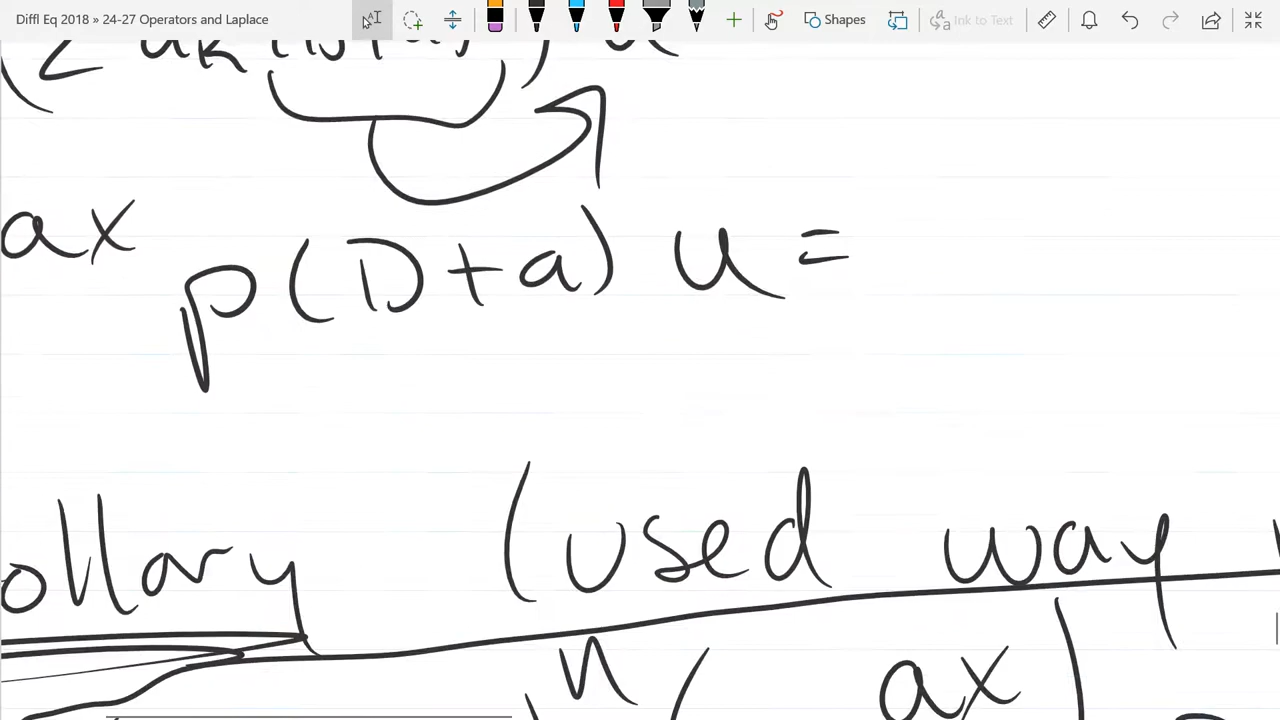 Diffl Eq 2018 » 24-27 Operators and Laplace
Shapes
Ink to Text
ax p(D+a) u =
ollary (used way
n ( ax )